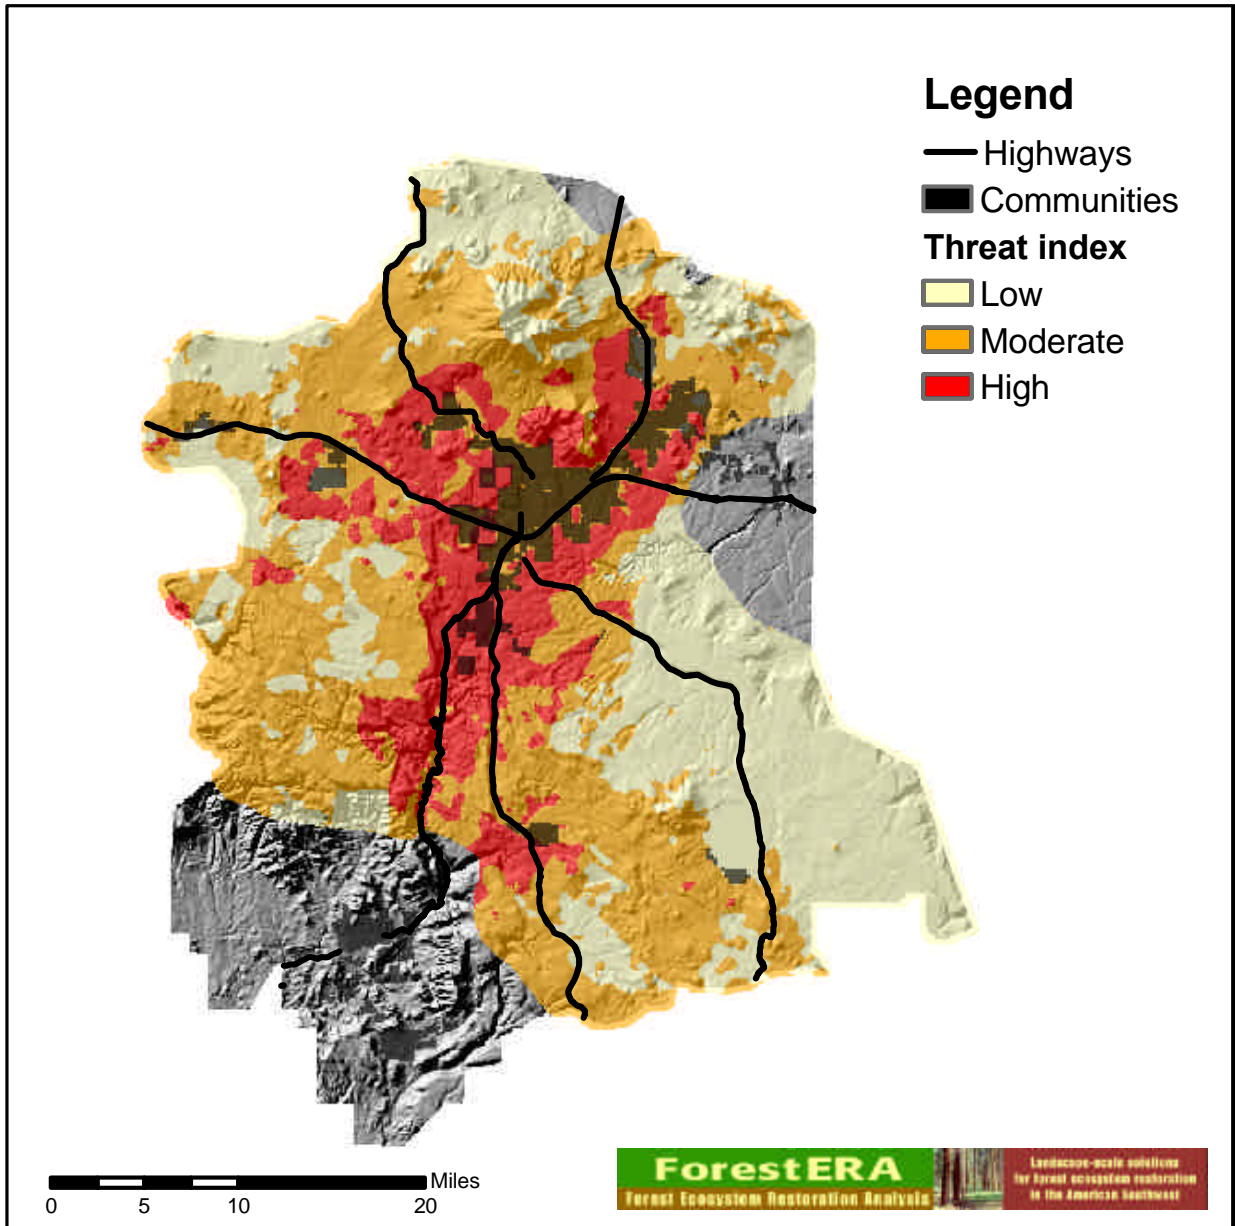 Legend
Highways
Communities
Threat index
Low
Moderate
High
Miles
0 5 10 20
ForestERA
Forest Ecosystem Restoration Analysis
Landscape-scale solutions
for forest ecosystem restoration
in the American Southwest